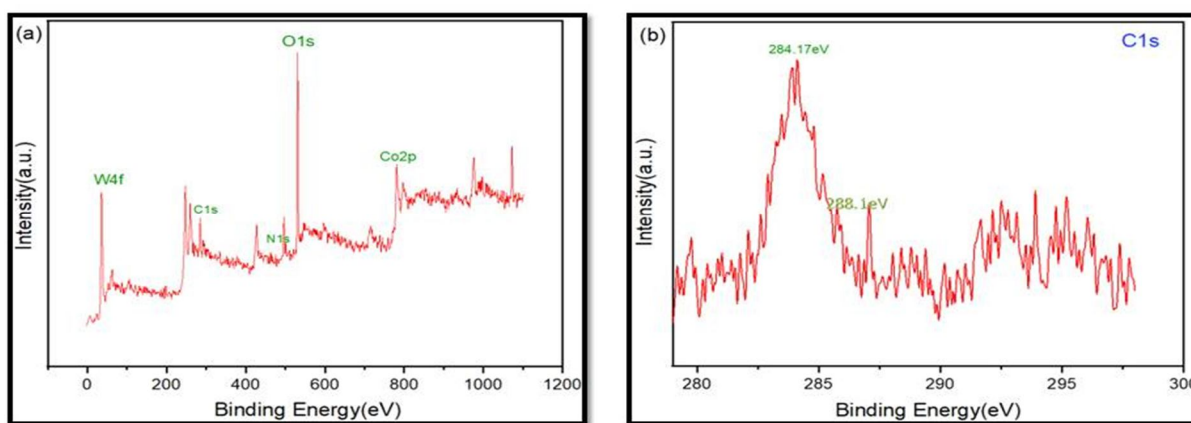 (a)
O1s
W4f
C1s
N1s
Co2p
Intensity(a.u.)
0 200 400 600 800 1000 1200
Binding Energy(eV)
(b)
284.17eV
C1s
288.1eV
Intensity(a.u.)
280 285 290 295 300
Binding Energy(eV)